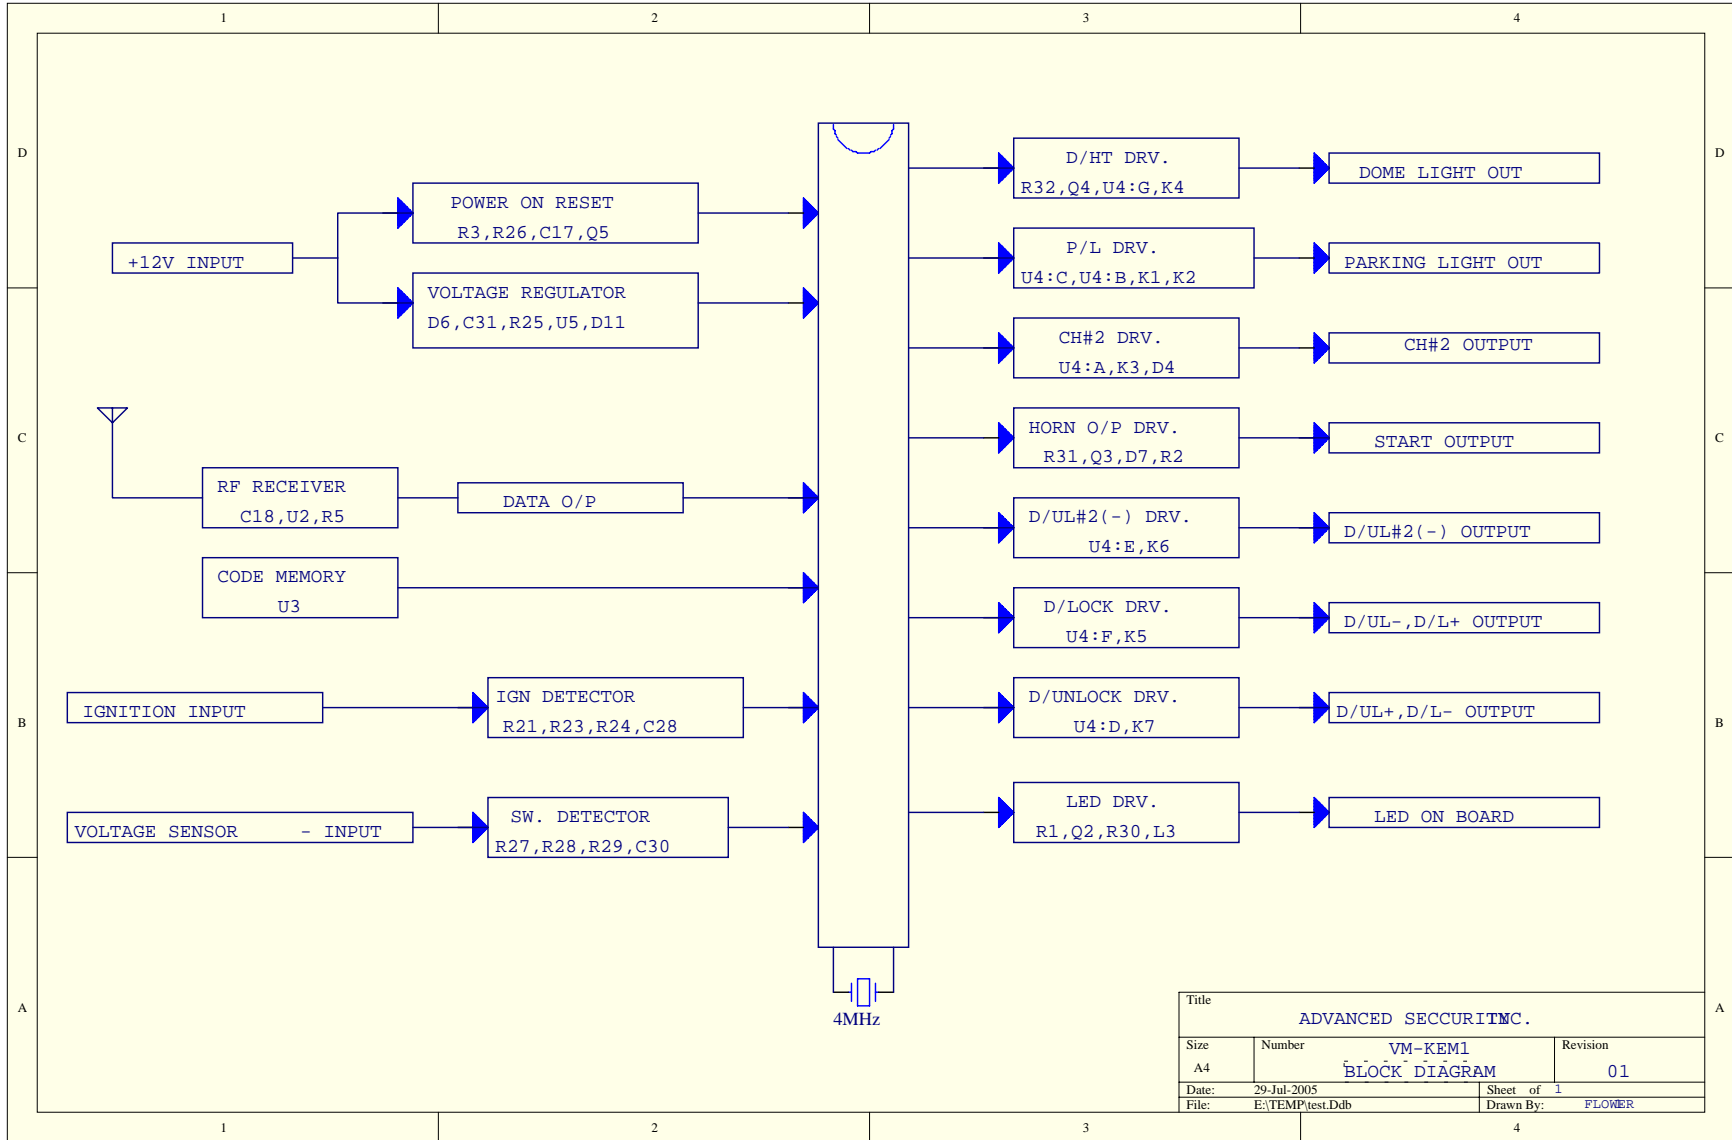 1 2 3 4
D D
D/HT DRV.
R32,Q4,U4:G,K4
DOME LIGHT OUT
POWER ON RESET
R3,R26,C17,Q5
+12V INPUT
P/L DRV.
U4:C,U4:B,K1,K2
PARKING LIGHT OUT
VOLTAGE REGULATOR
D6,C31,R25,U5,D11
CH#2 DRV.
U4:A,K3,D4
CH#2 OUTPUT
C C
HORN O/P DRV.
R31,Q3,D7,R2
START OUTPUT
RF RECEIVER
C18,U2,R5
DATA O/P
D/UL#2(-) DRV.
U4:E,K6
D/UL#2(-) OUTPUT
CODE MEMORY
U3
D/LOCK DRV.
U4:F,K5
D/UL-,D/L+ OUTPUT
B B
IGNITION INPUT
IGN DETECTOR
R21,R23,R24,C28
D/UNLOCK DRV.
U4:D,K7
D/UL+,D/L- OUTPUT
VOLTAGE SENSOR - INPUT
SW. DETECTOR
R27,R28,R29,C30
LED DRV.
R1,Q2,R30,L3
LED ON BOARD
A A
4MHz
Title
ADVANCED SECCURITY INC.
Size
A4
Number
VM-KEM1
BLOCK DIAGRAM
Revision
01
Date: 29-Jul-2005
Sheet of 1
File: E:\TEMP\test.Ddb
Drawn By: FLOWER
1 2 3 4